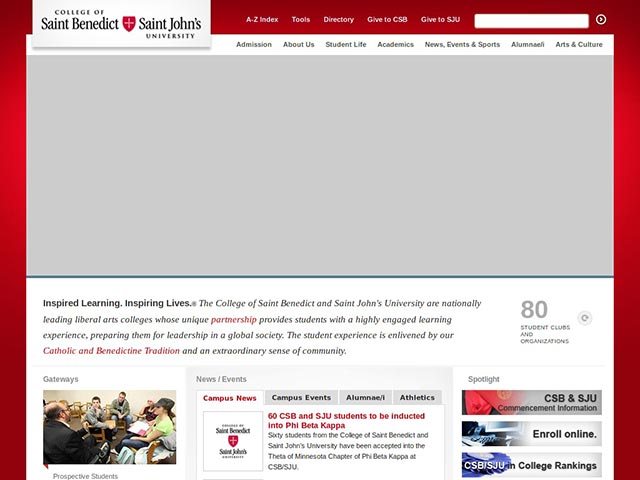 COLLEGE OF
Saint Benedict Saint John's
UNIVERSITY
A-Z Index Tools Directory Give to CSB Give to SJU
Admission About Us Student Life Academics News, Events & Sports Alumnae/i Arts & Culture
Inspired Learning. Inspiring Lives.® The College of Saint Benedict and Saint John's University are nationally
leading liberal arts colleges whose unique partnership provides students with a highly engaged learning
experience, preparing them for leadership in a global society. The student experience is enlivened by our
Catholic and Benedictine Tradition and an extraordinary sense of community.
80
STUDENT CLUBS
AND
ORGANIZATIONS
Gateways
Prospective Students
News / Events
Campus News Campus Events Alumnae/i Athletics
COLLEGE OF
Saint Benedict
Saint John's
UNIVERSITY
60 CSB and SJU students to be inducted
into Phi Beta Kappa
Sixty students from the College of Saint Benedict and
Saint John's University have been accepted into the
Theta of Minnesota Chapter of Phi Beta Kappa at
CSB/SJU.
Spotlight
CSB & SJU
Commencement Information
Enroll online.
CSB/SJU in College Rankings